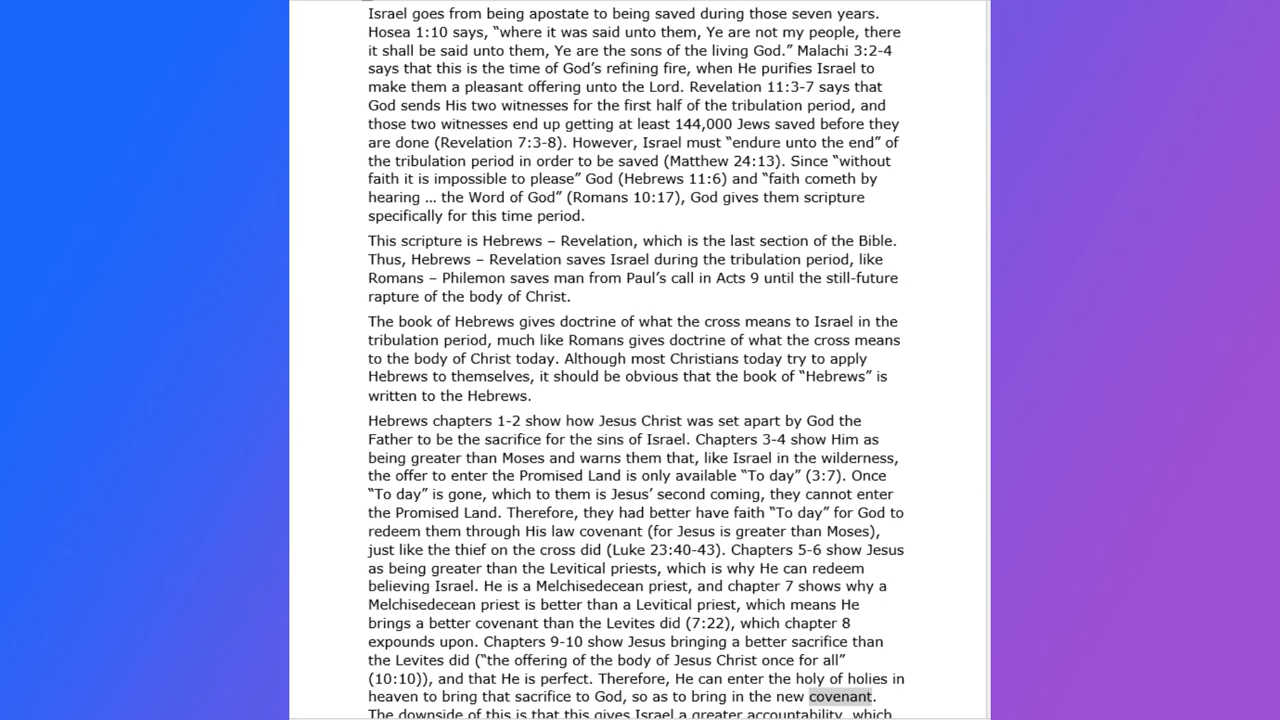 Israel goes from being apostate to being saved during those seven years.
Hosea 1:10 says, “where it was said unto them, Ye are not my people, there
it shall be said unto them, Ye are the sons of the living God.” Malachi 3:2-4
says that this is the time of God’s refining fire, when He purifies Israel to
make them a pleasant offering unto the Lord. Revelation 11:3-7 says that
God sends His two witnesses for the first half of the tribulation period, and
those two witnesses end up getting at least 144,000 Jews saved before they
are done (Revelation 7:3-8). However, Israel must “endure unto the end” of
the tribulation period in order to be saved (Matthew 24:13). Since “without
faith it is impossible to please” God (Hebrews 11:6) and “faith cometh by
hearing … the Word of God” (Romans 10:17), God gives them scripture
specifically for this time period.
This scripture is Hebrews – Revelation, which is the last section of the Bible.
Thus, Hebrews – Revelation saves Israel during the tribulation period, like
Romans – Philemon saves man from Paul’s call in Acts 9 until the still-future
rapture of the body of Christ.
The book of Hebrews gives doctrine of what the cross means to Israel in the
tribulation period, much like Romans gives doctrine of what the cross means
to the body of Christ today. Although most Christians today try to apply
Hebrews to themselves, it should be obvious that the book of “Hebrews” is
written to the Hebrews.
Hebrews chapters 1-2 show how Jesus Christ was set apart by God the
Father to be the sacrifice for the sins of Israel. Chapters 3-4 show Him as
being greater than Moses and warns them that, like Israel in the wilderness,
the offer to enter the Promised Land is only available “To day” (3:7). Once
“To day” is gone, which to them is Jesus’ second coming, they cannot enter
the Promised Land. Therefore, they had better have faith “To day” for God to
redeem them through His law covenant (for Jesus is greater than Moses),
just like the thief on the cross did (Luke 23:40-43). Chapters 5-6 show Jesus
as being greater than the Levitical priests, which is why He can redeem
believing Israel. He is a Melchisedecean priest, and chapter 7 shows why a
Melchisedecean priest is better than a Levitical priest, which means He
brings a better covenant than the Levites did (7:22), which chapter 8
expounds upon. Chapters 9-10 show Jesus bringing a better sacrifice than
the Levites did (“the offering of the body of Jesus Christ once for all”
(10:10)), and that He is perfect. Therefore, He can enter the holy of holies in
heaven to bring that sacrifice to God, so as to bring in the new covenant.
The downside of this is that this gives Israel a greater accountability, which